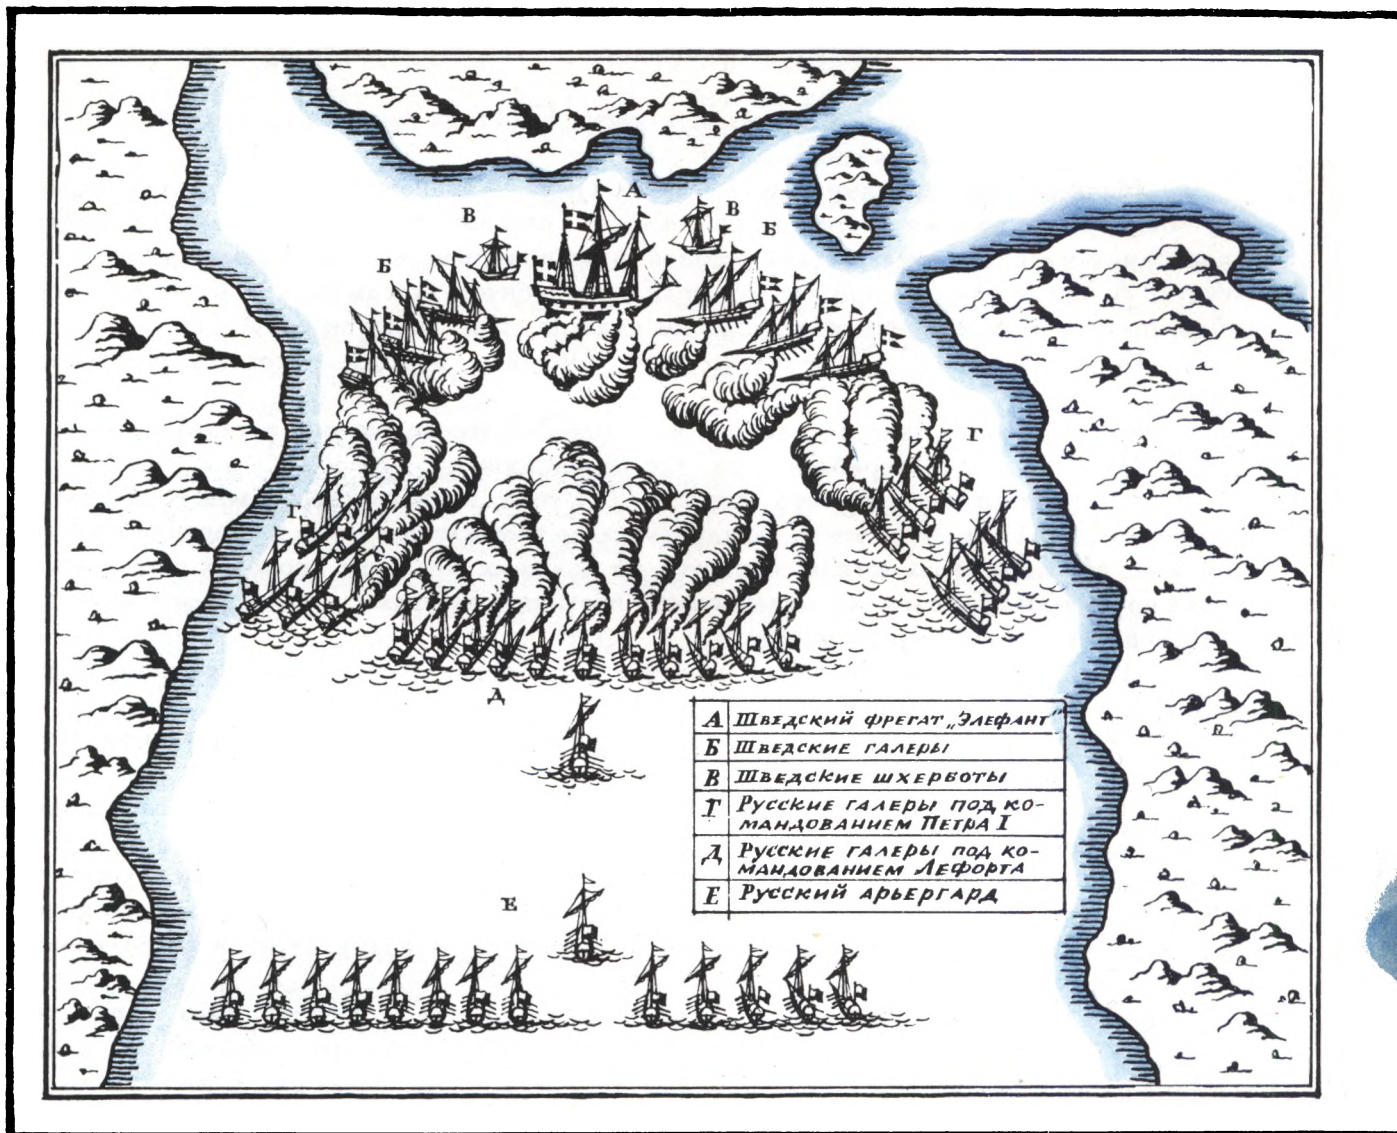 А
В
В
Б
Б
Г
Г
Д
А Шведский фрегат „Элефант"
Б Шведские галеры
В Шведские шхерботы
Г Русские галеры под ко-
мандованием Петра I
Д Русские галеры под ко-
мандованием Лефорта
Е Русский арьергард
Е